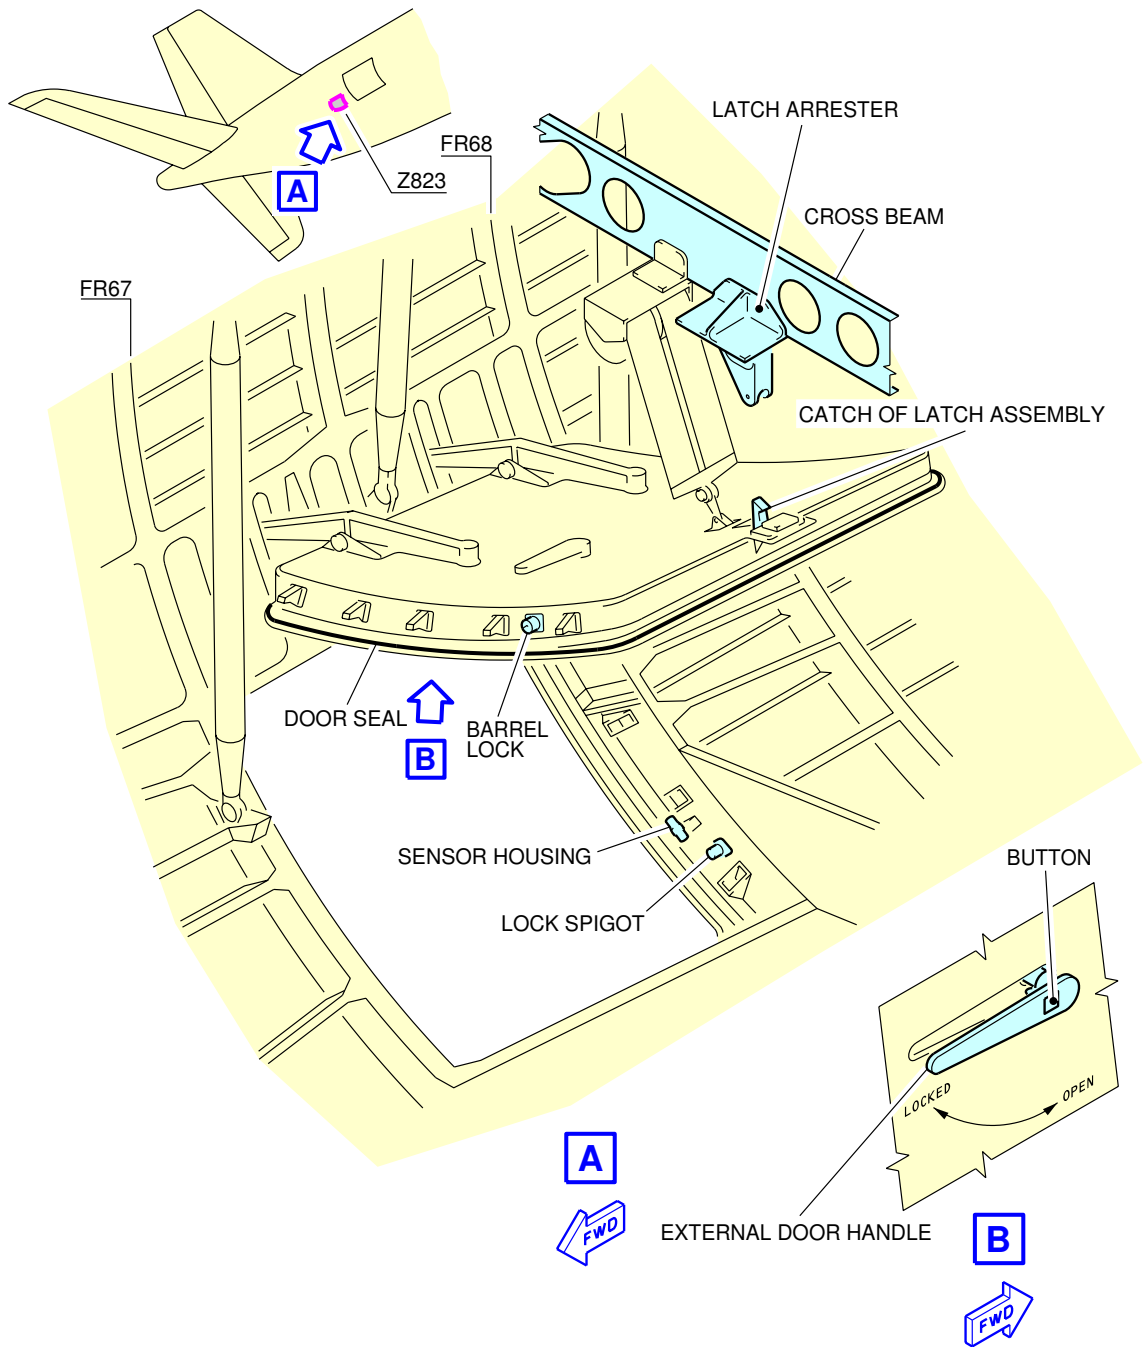 LATCH ARRESTER
FR68
Z823
A
CROSS BEAM
FR67
CATCH OF LATCH ASSEMBLY
DOOR SEAL
BARREL
LOCK
B
SENSOR HOUSING
BUTTON
LOCK SPIGOT
LOCKED
OPEN
A
FWD
EXTERNAL DOOR HANDLE
B
FWD